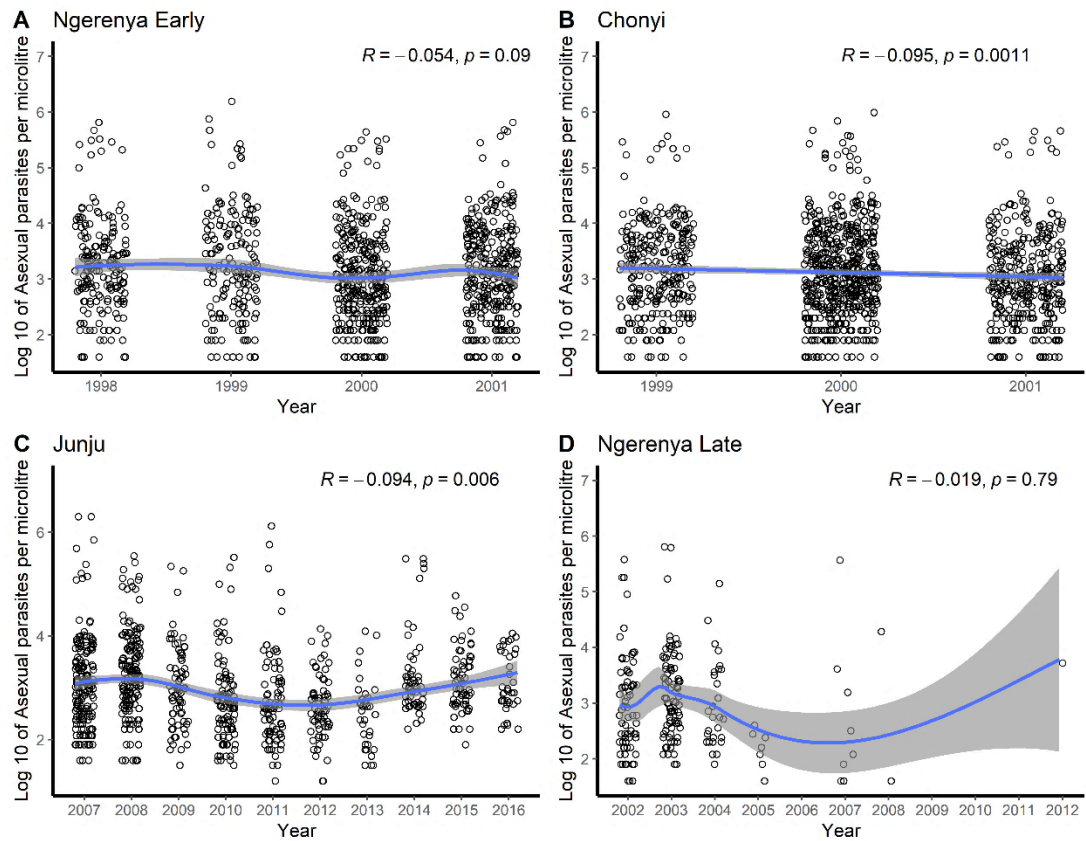 A Ngerenya Early
R = −0.054, p = 0.09
Log 10 of Asexual parasites per microlitre
7
6
5
4
3
2
1998 1999 2000 2001
Year
B Chonyi
R = −0.095, p = 0.0011
Log 10 of Asexual parasites per microlitre
7
6
5
4
3
2
1999 2000 2001
Year
C Junju
R = −0.094, p = 0.006
Log 10 of Asexual parasites per microlitre
6
4
2
2007 2008 2009 2010 2011 2012 2013 2014 2015 2016
Year
D Ngerenya Late
R = −0.019, p = 0.79
Log 10 of Asexual parasites per microlitre
7
6
5
4
3
2
2002 2003 2004 2005 2006 2007 2008 2009 2010 2011 2012
Year